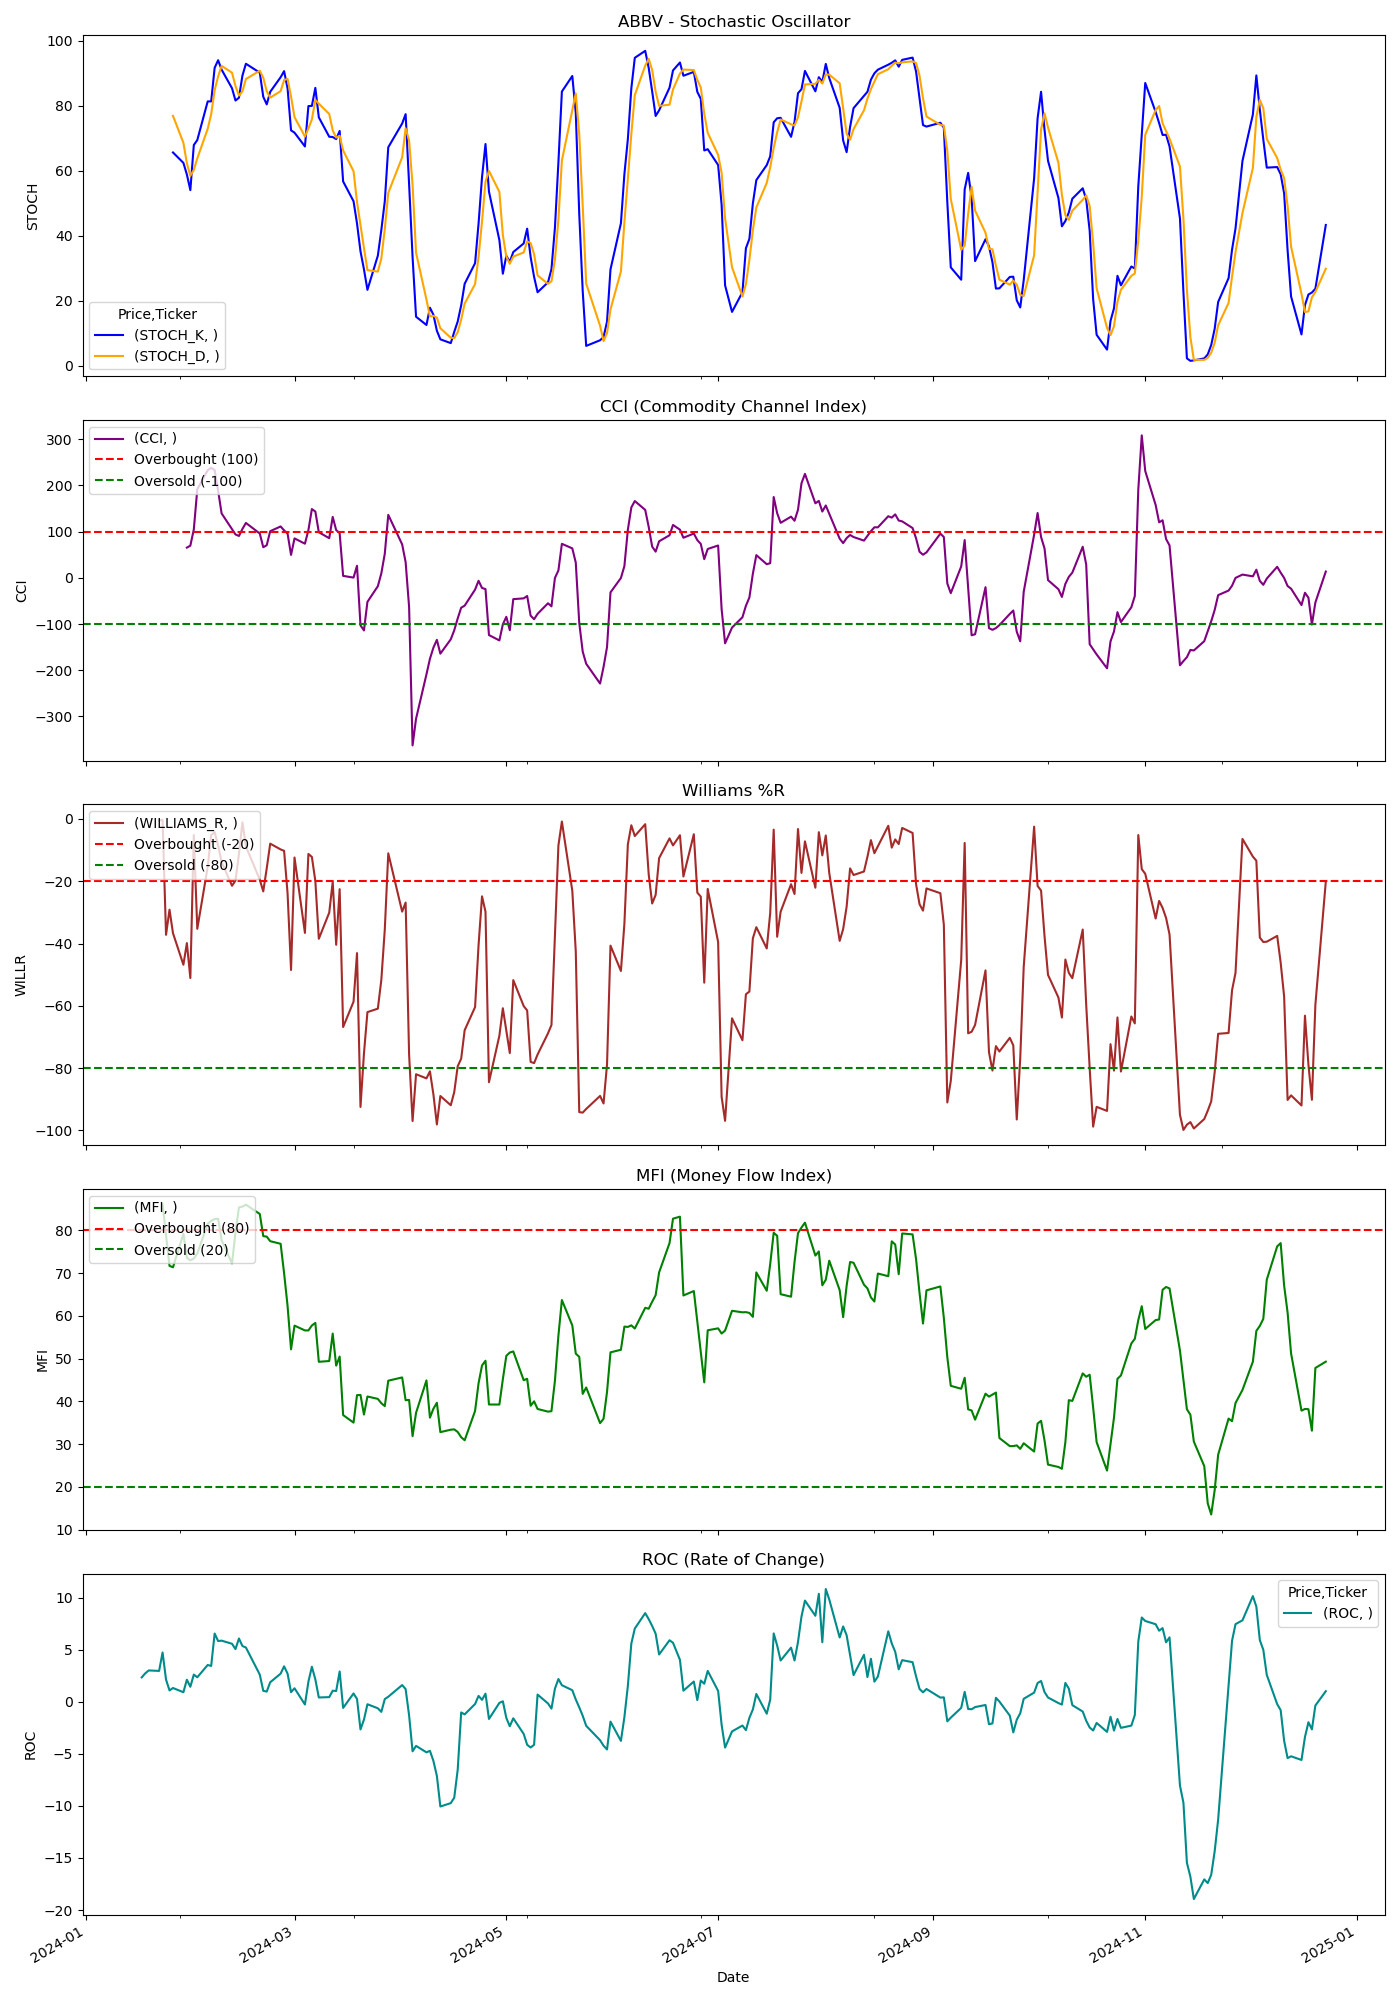 ABBV - Stochastic Oscillator
100
80
60
40
20
0
STOCH
Price,Ticker
(STOCH_K, )
(STOCH_D, )
CCI (Commodity Channel Index)
300
200
100
0
−100
−200
−300
CCI
(CCI, )
Overbought (100)
Oversold (-100)
Williams %R
0
−20
−40
−60
−80
−100
WILLR
(WILLIAMS_R, )
Overbought (-20)
Oversold (-80)
MFI (Money Flow Index)
80
70
60
50
40
30
20
10
MFI
(MFI, )
Overbought (80)
Oversold (20)
ROC (Rate of Change)
10
5
0
−5
−10
−15
−20
ROC
Price,Ticker
(ROC, )
2024-01
2024-03
2024-05
2024-07
2024-09
2024-11
2025-01
Date